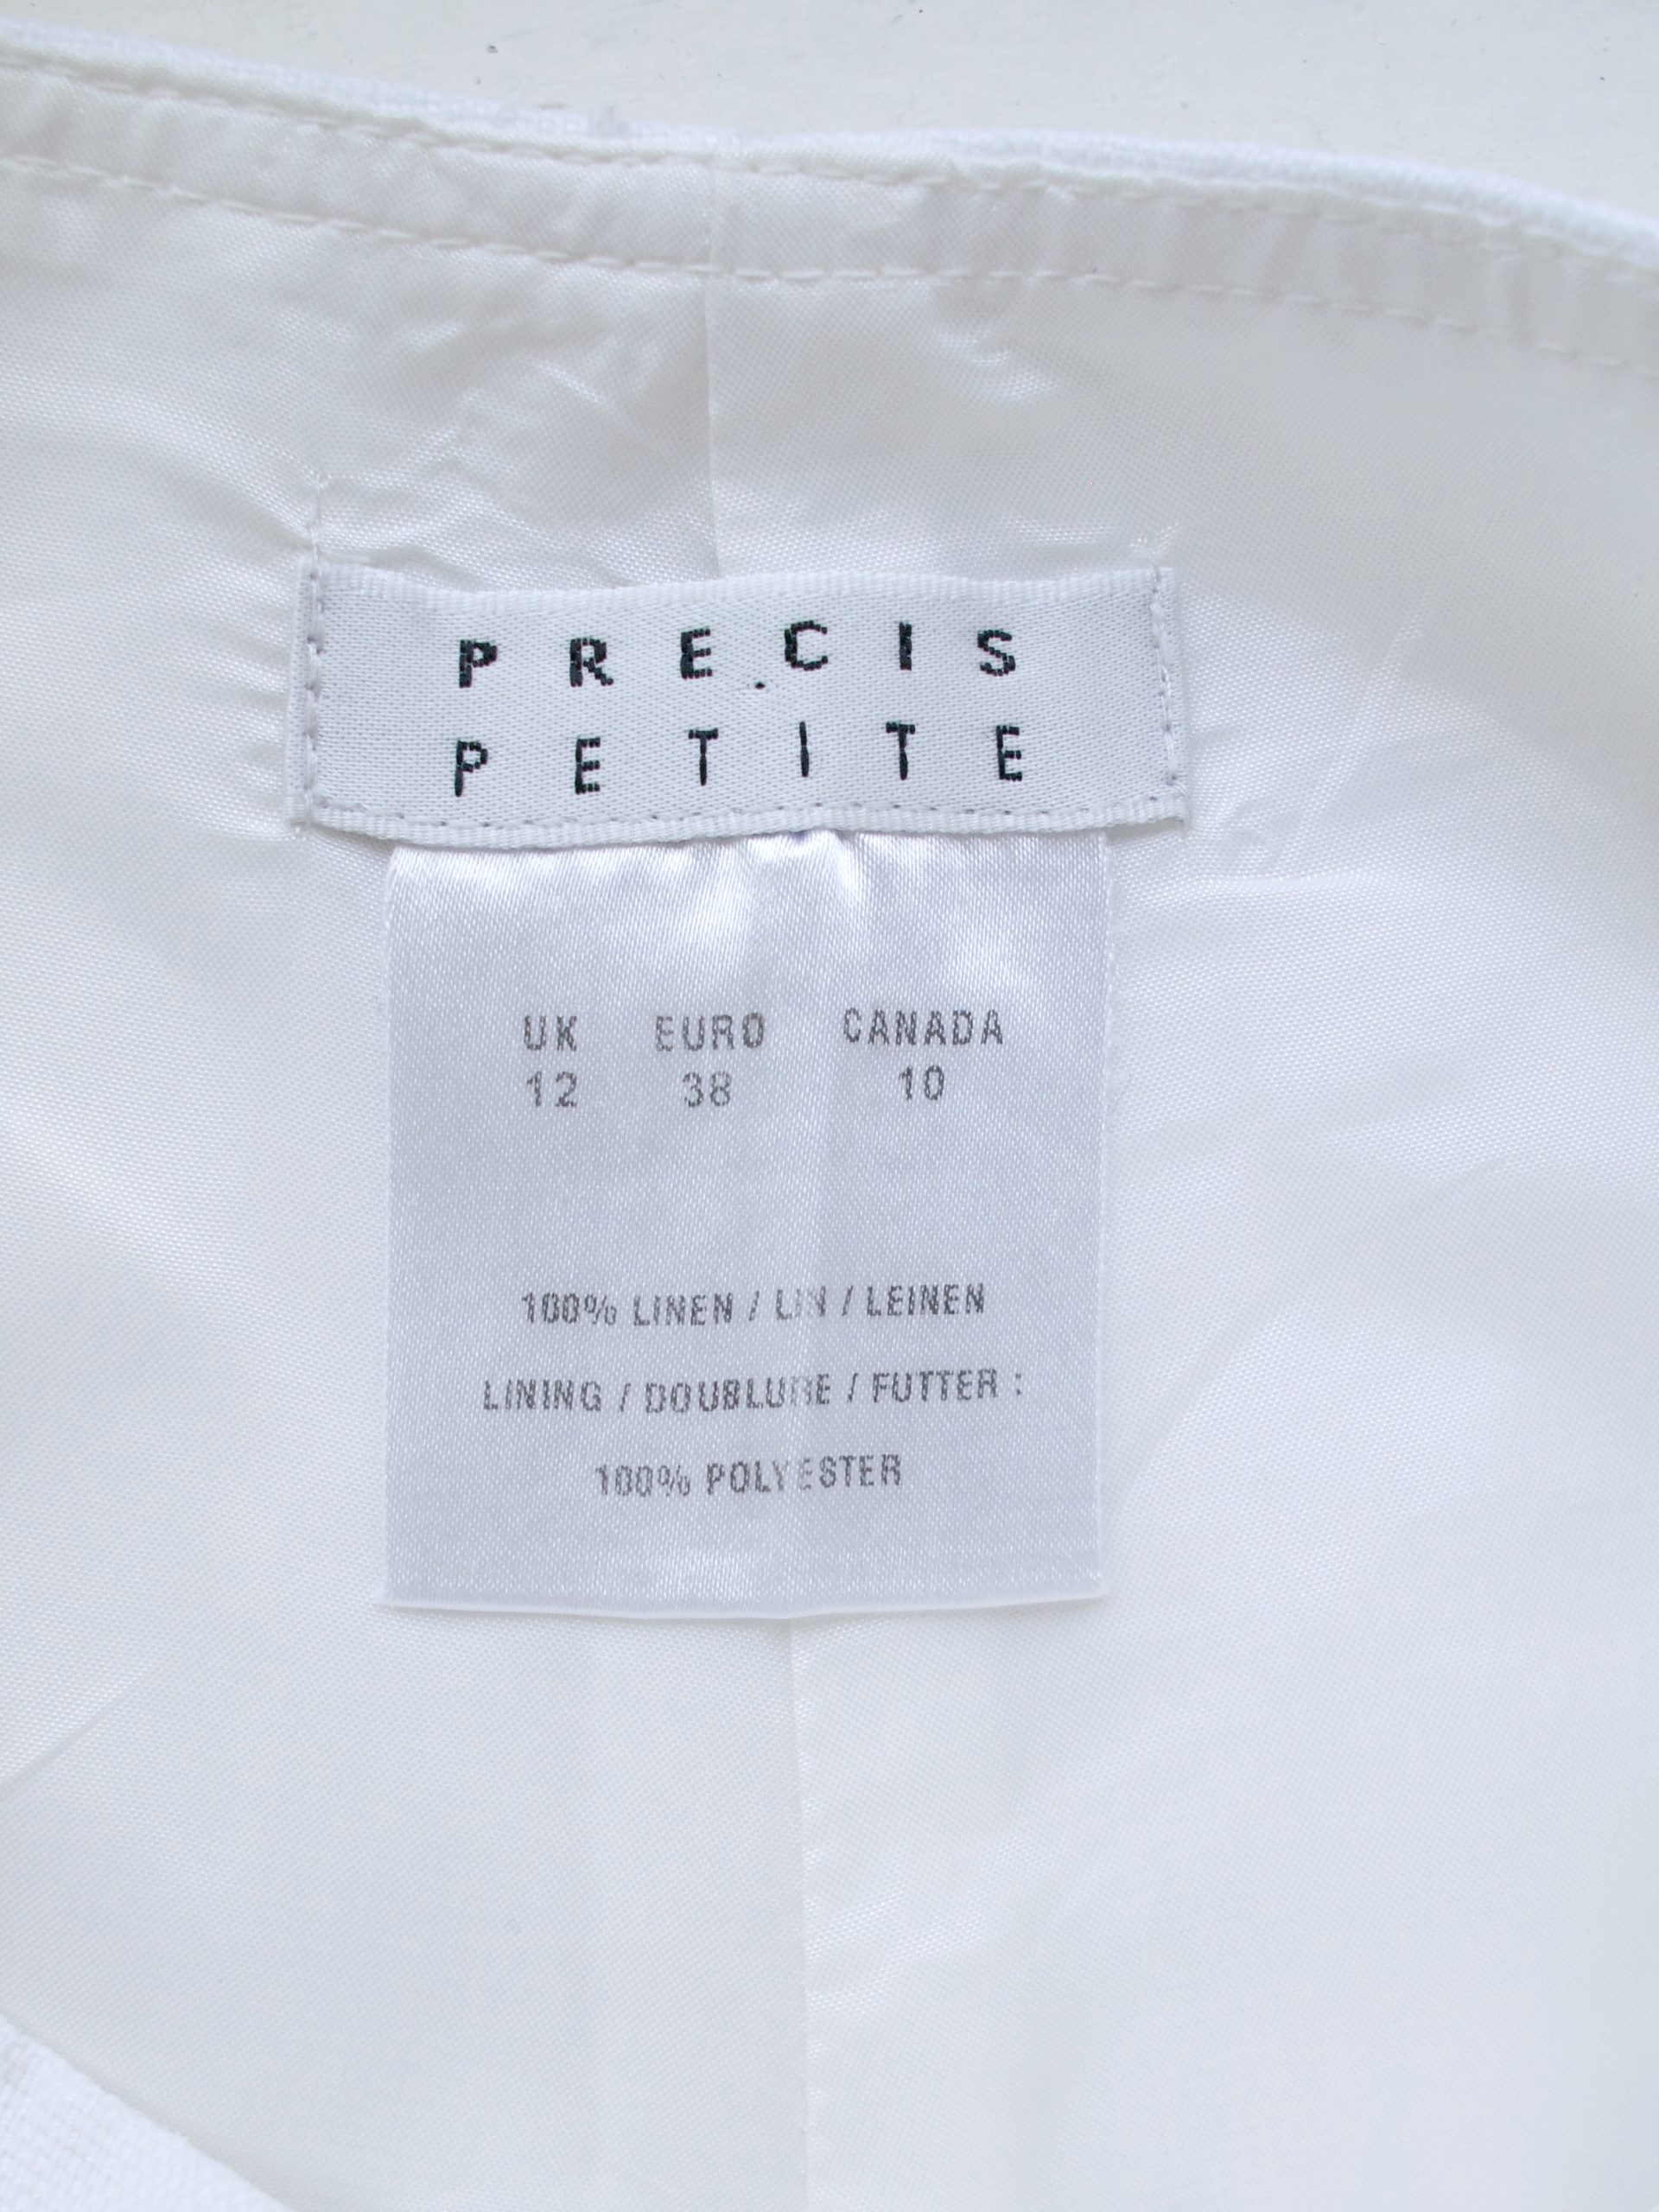 PRECIS
PETITE
UK EURO CANADA
12 38 10
100% LINEN / LIN / LEINEN
LINING / DOUBLURE / FUTTER :
100% POLYESTER